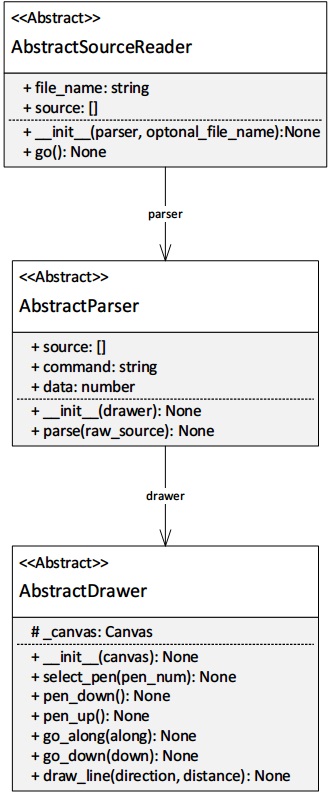 <<Abstract>>
AbstractSourceReader
+ file_name: string
+ source: []
+ __init__(parser, optonal_file_name):None
+ go(): None
parser
<<Abstract>>
AbstractParser
+ source: []
+ command: string
+ data: number
+ __init__(drawer): None
+ parse(raw_source): None
drawer
<<Abstract>>
AbstractDrawer
# _canvas: Canvas
+ __init__(canvas): None
+ select_pen(pen_num): None
+ pen_down(): None
+ pen_up(): None
+ go_along(along): None
+ go_down(down): None
+ draw_line(direction, distance): None